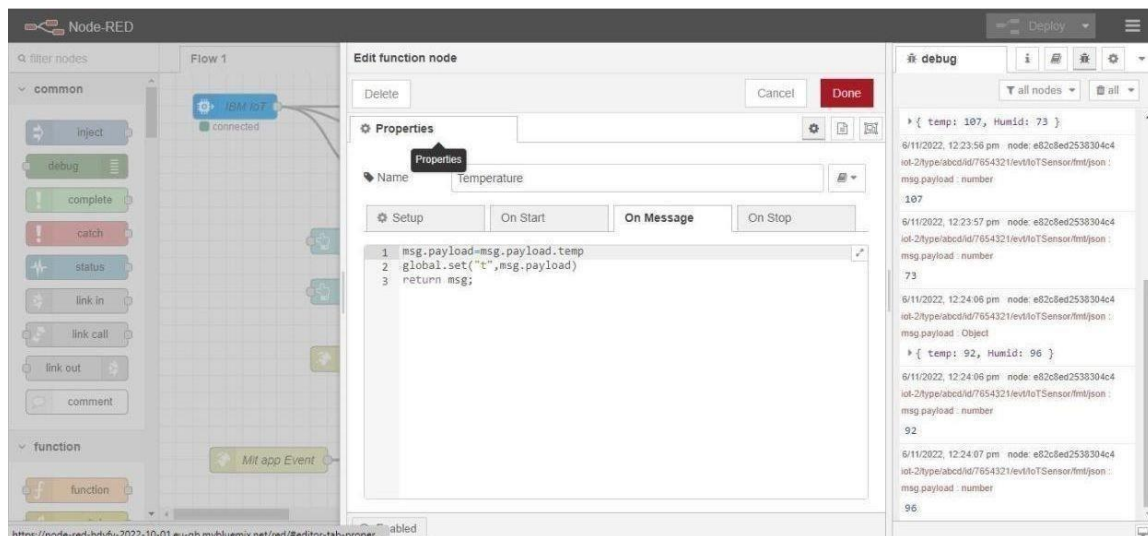 Node-RED
Deploy
filter nodes
Flow 1
common
inject
debug
complete
catch
status
link in
link call
link out
comment
function
function
IBM IoT
connected
Mit app Event
Edit function node
Delete
Cancel
Done
Properties
Properties
Name
Temperature
Setup
On Start
On Message
On Stop
1 msg.payload=msg.payload.temp
2 global.set("t",msg.payload)
3 return msg;
Enabled
debug
all nodes
all
{ temp: 107, Humid: 73 }
6/11/2022, 12:23:56 pm node: e82c8ed2538304c4
iot-2/type/abcd/id/7654321/evt/IoTSensor/fmt/json :
msg.payload : number
107
6/11/2022, 12:23:57 pm node: e82c8ed2538304c4
iot-2/type/abcd/id/7654321/evt/IoTSensor/fmt/json :
msg.payload : number
73
6/11/2022, 12:24:06 pm node: e82c8ed2538304c4
iot-2/type/abcd/id/7654321/evt/IoTSensor/fmt/json :
msg.payload : Object
{ temp: 92, Humid: 96 }
6/11/2022, 12:24:06 pm node: e82c8ed2538304c4
iot-2/type/abcd/id/7654321/evt/IoTSensor/fmt/json :
msg.payload : number
92
6/11/2022, 12:24:07 pm node: e82c8ed2538304c4
iot-2/type/abcd/id/7654321/evt/IoTSensor/fmt/json :
msg.payload : number
96